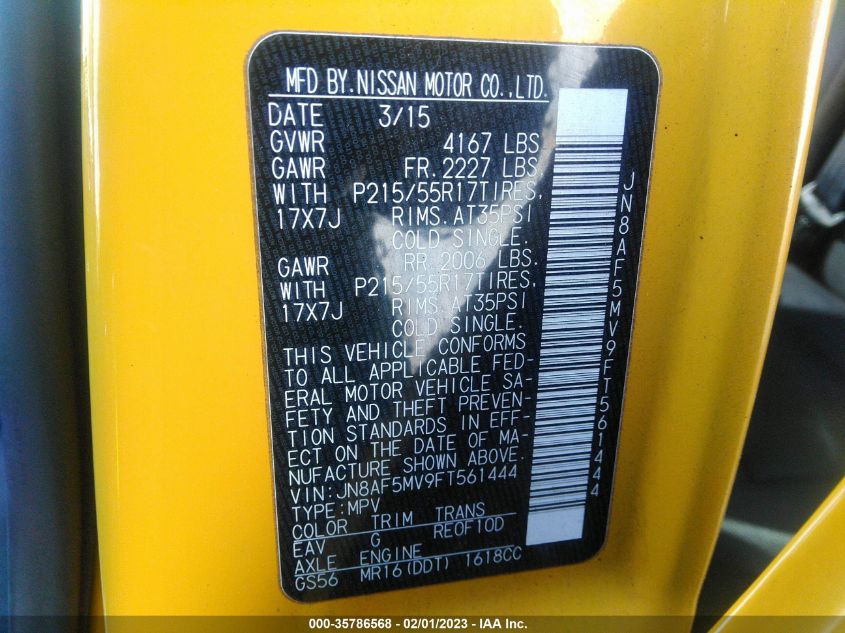 MFD BY.NISSAN MOTOR CO.,LTD.
DATE 3/15
GVWR 4167 LBS
GAWR FR.2227 LBS
WITH P215/55R17TIRES,
17X7J RIMS.AT35PSI
COLD SINGLE.
GAWR RR.2006 LBS.
WITH P215/55R17TIRES,
17X7J RIMS.AT35PSI
COLD SINGLE.
THIS VEHICLE CONFORMS
TO ALL APPLICABLE FED-
ERAL MOTOR VEHICLE SA-
FETY AND THEFT PREVEN-
TION STANDARDS IN EFF-
ECT ON THE DATE OF MA-
NUFACTURE SHOWN ABOVE.
VIN:JN8AF5MV9FT561444
TYPE:MPV
COLOR TRIM TRANS
EAV G RE0F10D
AXLE ENGINE
GS56 MR16(DDT) 1618CC
JN8AF5MV9FT561444
000-35786568 - 02/01/2023 - IAA Inc.